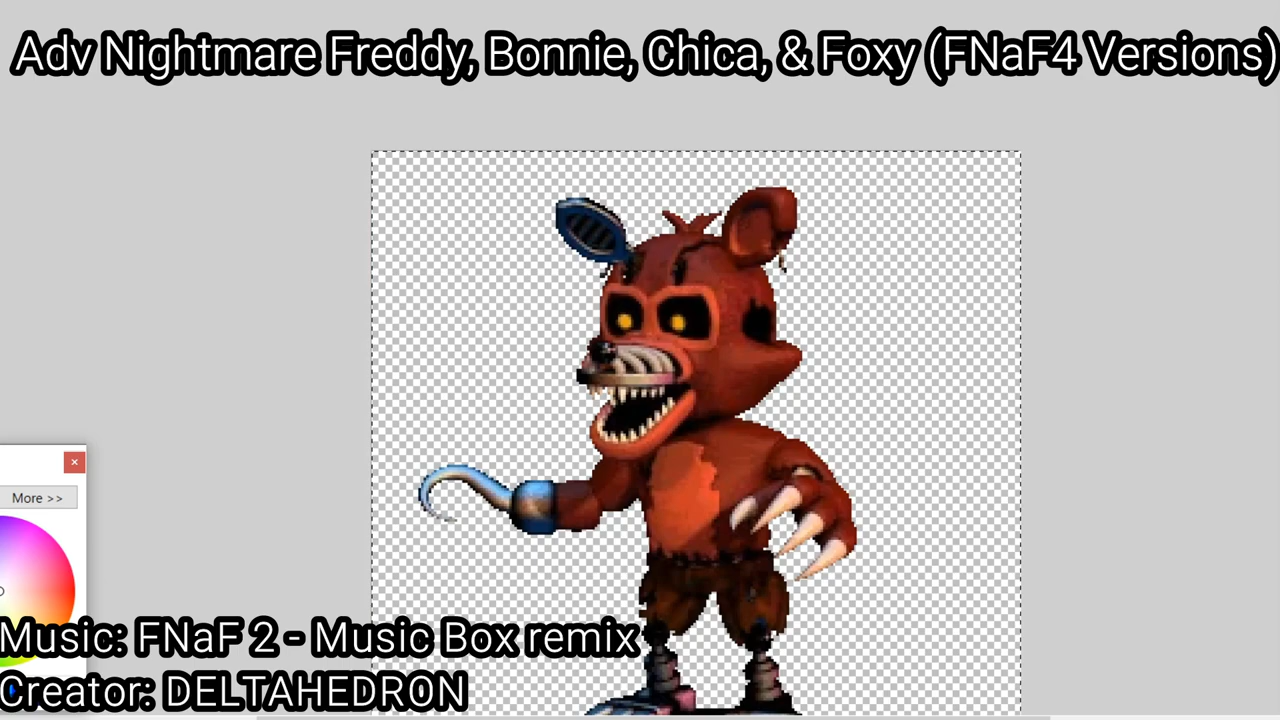 Adv Nightmare Freddy, Bonnie, Chica, & Foxy (FNaF4 Versions)
More >>
Music: FNaF 2 - Music Box remix
Creator: DELTAHEDRON